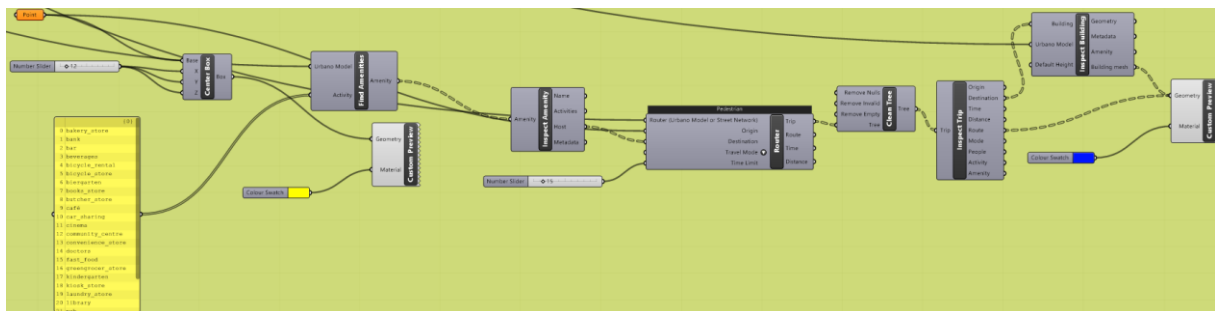 Point
Number Slider
12
Base
X
Y
Z
Center Box
Box
Urbano Model
Activity
Find Amenities
Amenity
{0}
0 bakery_store
1 bank
2 bar
3 beverages
4 bicycle_rental
5 bicycle_store
6 biergarten
7 books_store
8 butcher_store
9 café
10 car_sharing
11 cinema
12 community_centre
13 convenience_store
14 doctors
15 fast_food
16 greengrocer_store
17 kindergarten
18 kiosk_store
19 laundry_store
20 library
Geometry
Material
Custom Preview
Colour Swatch
Amenity
Inspect Amenity
Name
Activities
Host
Metadata
Number Slider
15
Pedestrian
Router (Urbano Model or Street Network)
Origin
Destination
Travel Mode
Time Limit
Router
Trip
Route
Time
Distance
Remove Nulls
Remove Invalid
Remove Empty
Tree
Clean Tree
Tree
Trip
Inspect Trip
Origin
Destination
Time
Distance
Route
Mode
People
Activity
Amenity
Building
Urbano Model
Default Height
Inspect Building
Geometry
Metadata
Amenity
Building mesh
Colour Swatch
Geometry
Material
Custom Preview